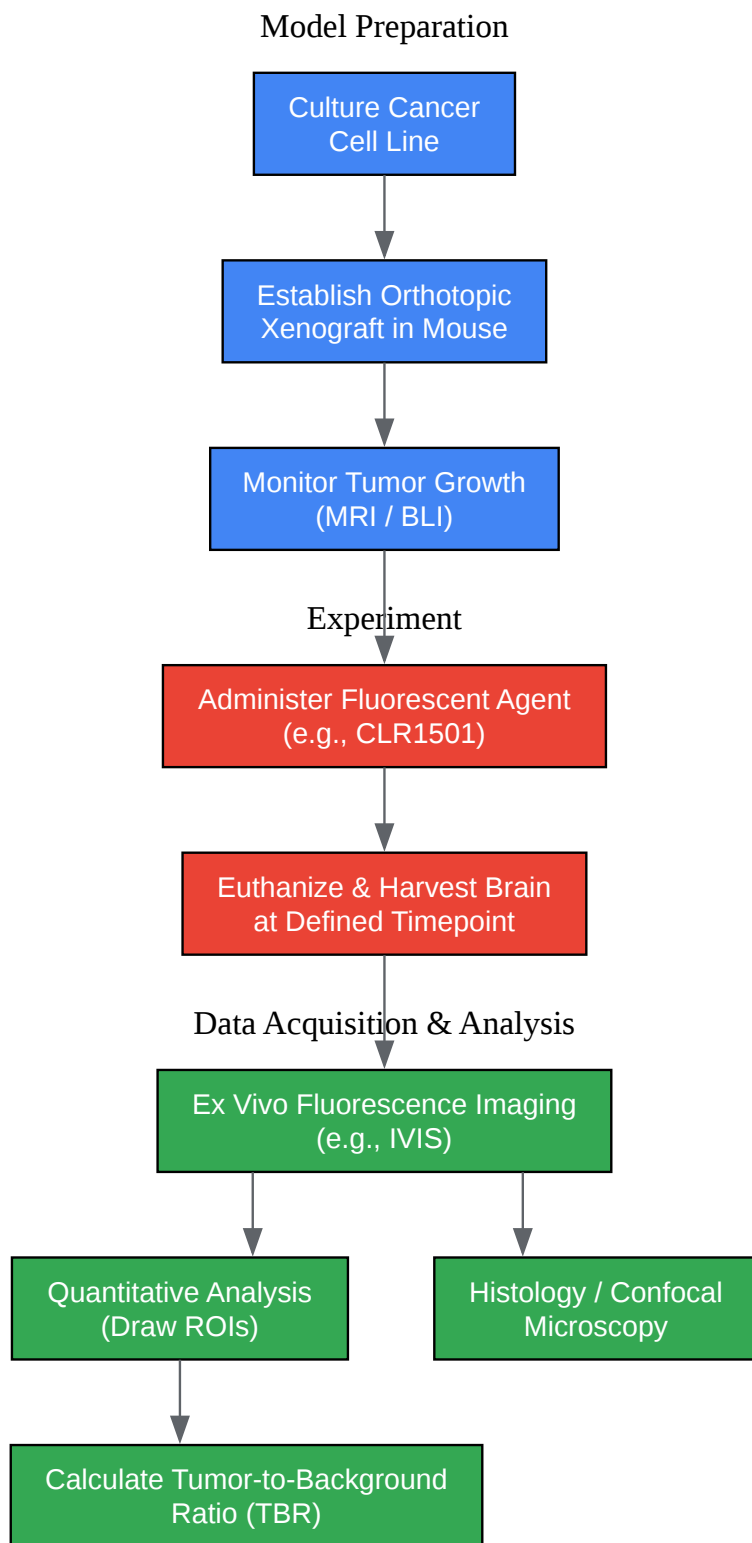 Model Preparation
Culture Cancer
Cell Line
Establish Orthotopic
Xenograft in Mouse
Monitor Tumor Growth
(MRI / BLI)
Experiment
Administer Fluorescent Agent
(e.g., CLR1501)
Euthanize & Harvest Brain
at Defined Timepoint
Data Acquisition & Analysis
Ex Vivo Fluorescence Imaging
(e.g., IVIS)
Quantitative Analysis
(Draw ROIs)
Histology / Confocal
Microscopy
Calculate Tumor-to-Background
Ratio (TBR)